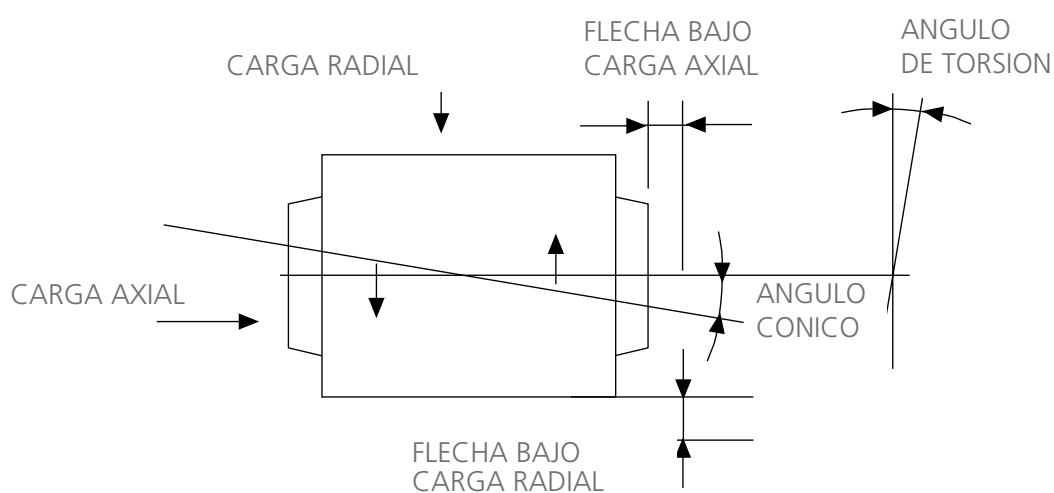 FLECHA BAJO
CARGA AXIAL
ANGULO
DE TORSION
CARGA RADIAL
CARGA AXIAL
ANGULO
CONICO
FLECHA BAJO
CARGA RADIAL